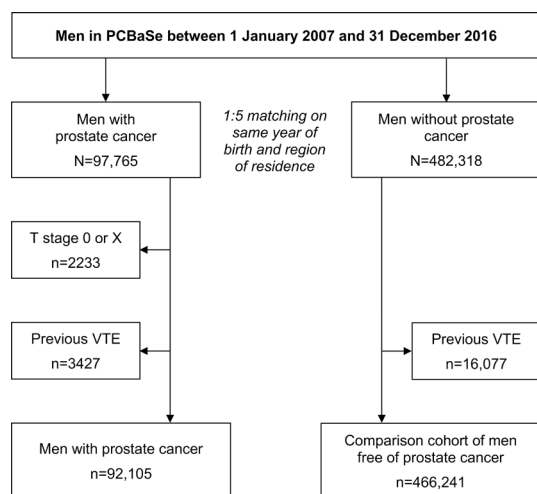 Men in PCBaSe between 1 January 2007 and 31 December 2016
Men with
prostate cancer
N=97,765
1:5 matching on
same year of
birth and region
of residence
Men without prostate
cancer
N=482,318
T stage 0 or X
n=2233
Previous VTE
n=3427
Previous VTE
n=16,077
Men with prostate cancer
n=92,105
Comparison cohort of men
free of prostate cancer
n=466,241